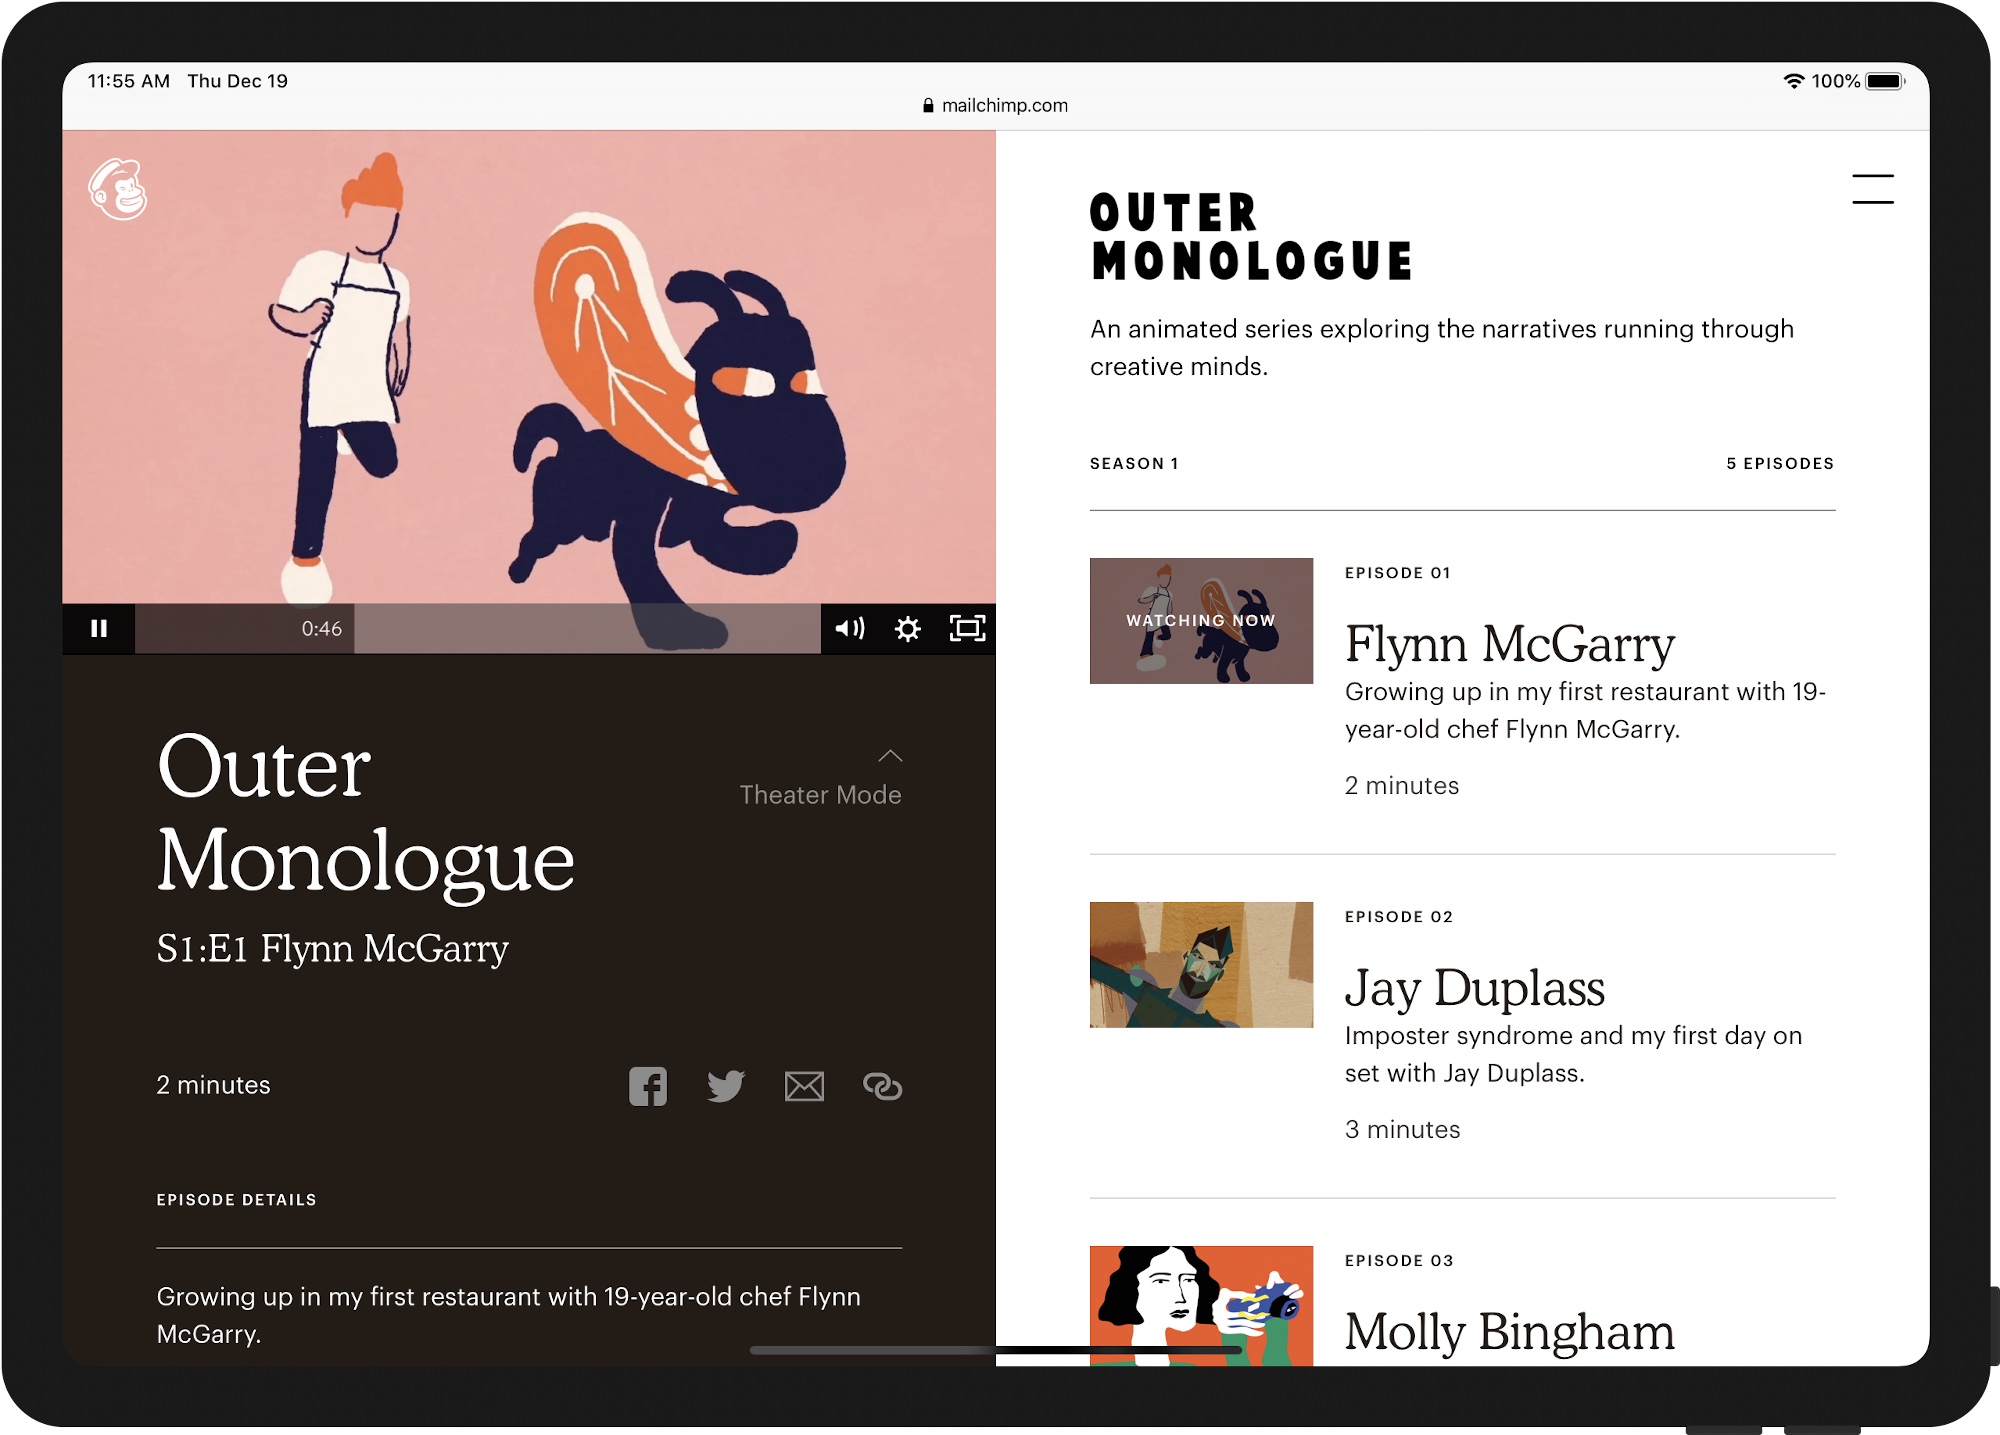 11:55 AM Thu Dec 19
100%
mailchimp.com
0:46
Outer
Monologue
Theater Mode
S1:E1 Flynn McGarry
2 minutes
EPISODE DETAILS
Growing up in my first restaurant with 19-year-old chef Flynn
McGarry.
OUTER
MONOLOGUE
An animated series exploring the narratives running through
creative minds.
SEASON 1
5 EPISODES
WATCHING NOW
EPISODE 01
Flynn McGarry
Growing up in my first restaurant with 19-
year-old chef Flynn McGarry.
2 minutes
EPISODE 02
Jay Duplass
Imposter syndrome and my first day on
set with Jay Duplass.
3 minutes
EPISODE 03
Molly Bingham